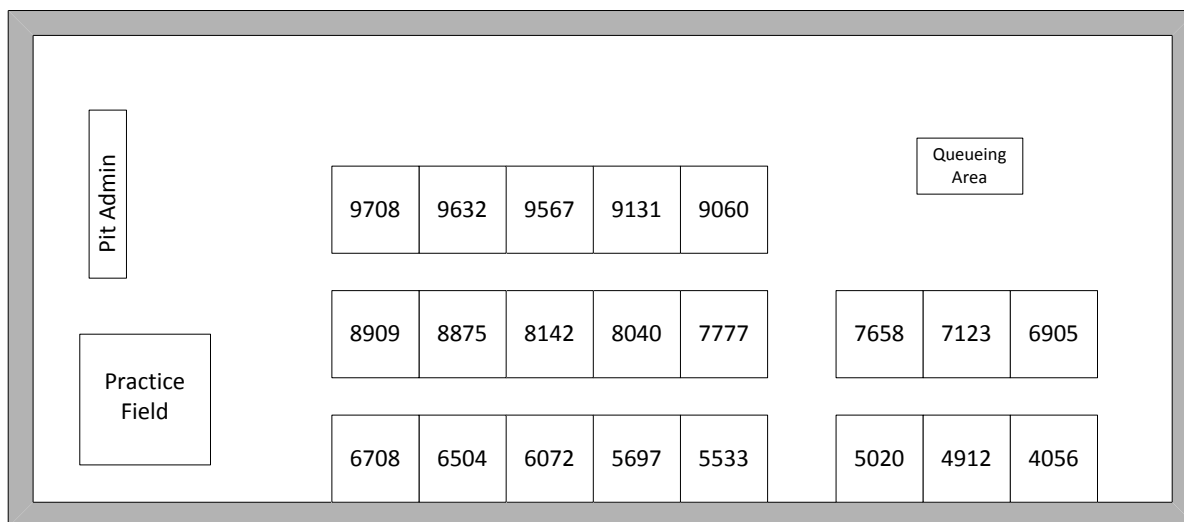 Pit Admin
Queueing
Area
9708 9632 9567 9131 9060
8909 8875 8142 8040 7777 7658 7123 6905
Practice
Field
6708 6504 6072 5697 5533 5020 4912 4056